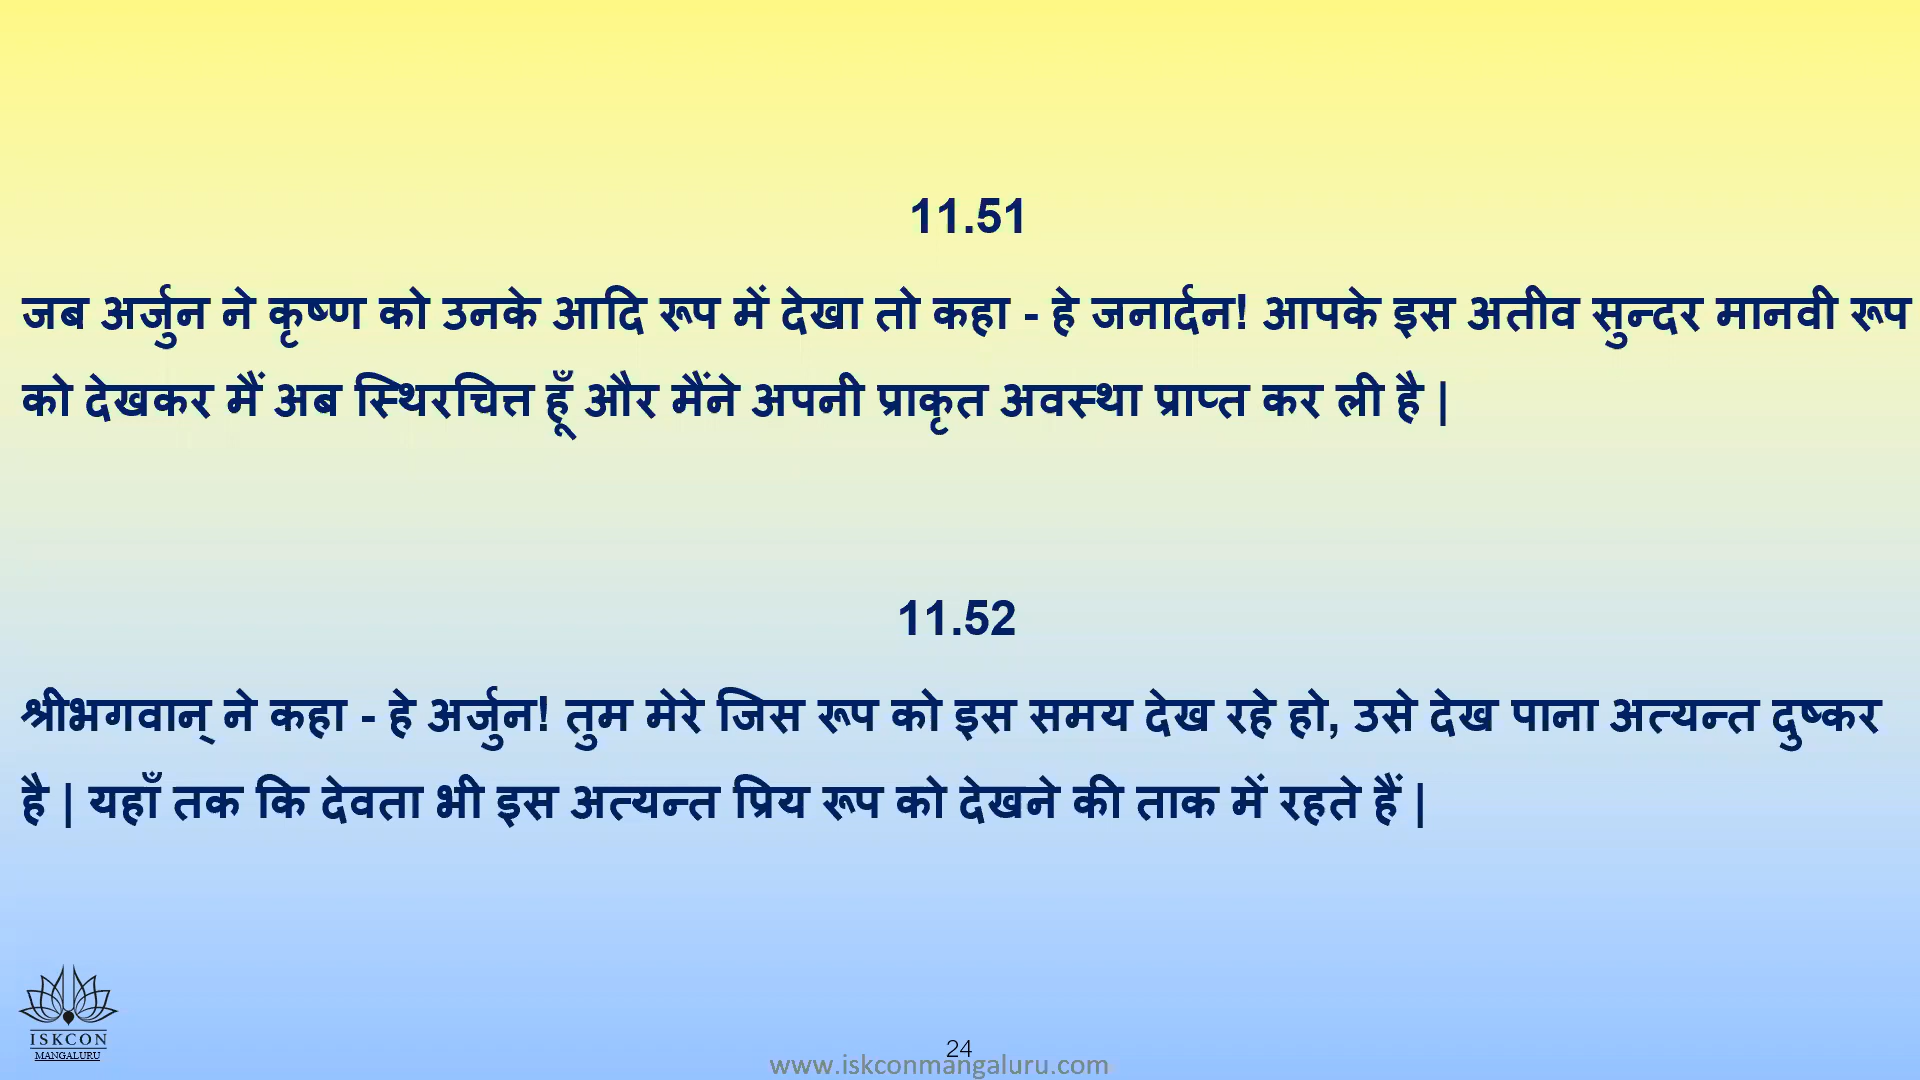 11.51
जब अर्जुन ने कृष्ण को उनके आदि रूप में देखा तो कहा - हे जनार्दन! आपके इस अतीव सुन्दर मानवी रूप
को देखकर मैं अब स्थिरचित्त हूँ और मैंने अपनी प्राकृत अवस्था प्राप्त कर ली है |
11.52
श्रीभगवान् ने कहा - हे अर्जुन! तुम मेरे जिस रूप को इस समय देख रहे हो, उसे देख पाना अत्यन्त दुष्कर
है | यहाँ तक कि देवता भी इस अत्यन्त प्रिय रूप को देखने की ताक में रहते हैं |
ISKCON
MANGALURU
24
www.iskconmangaluru.com